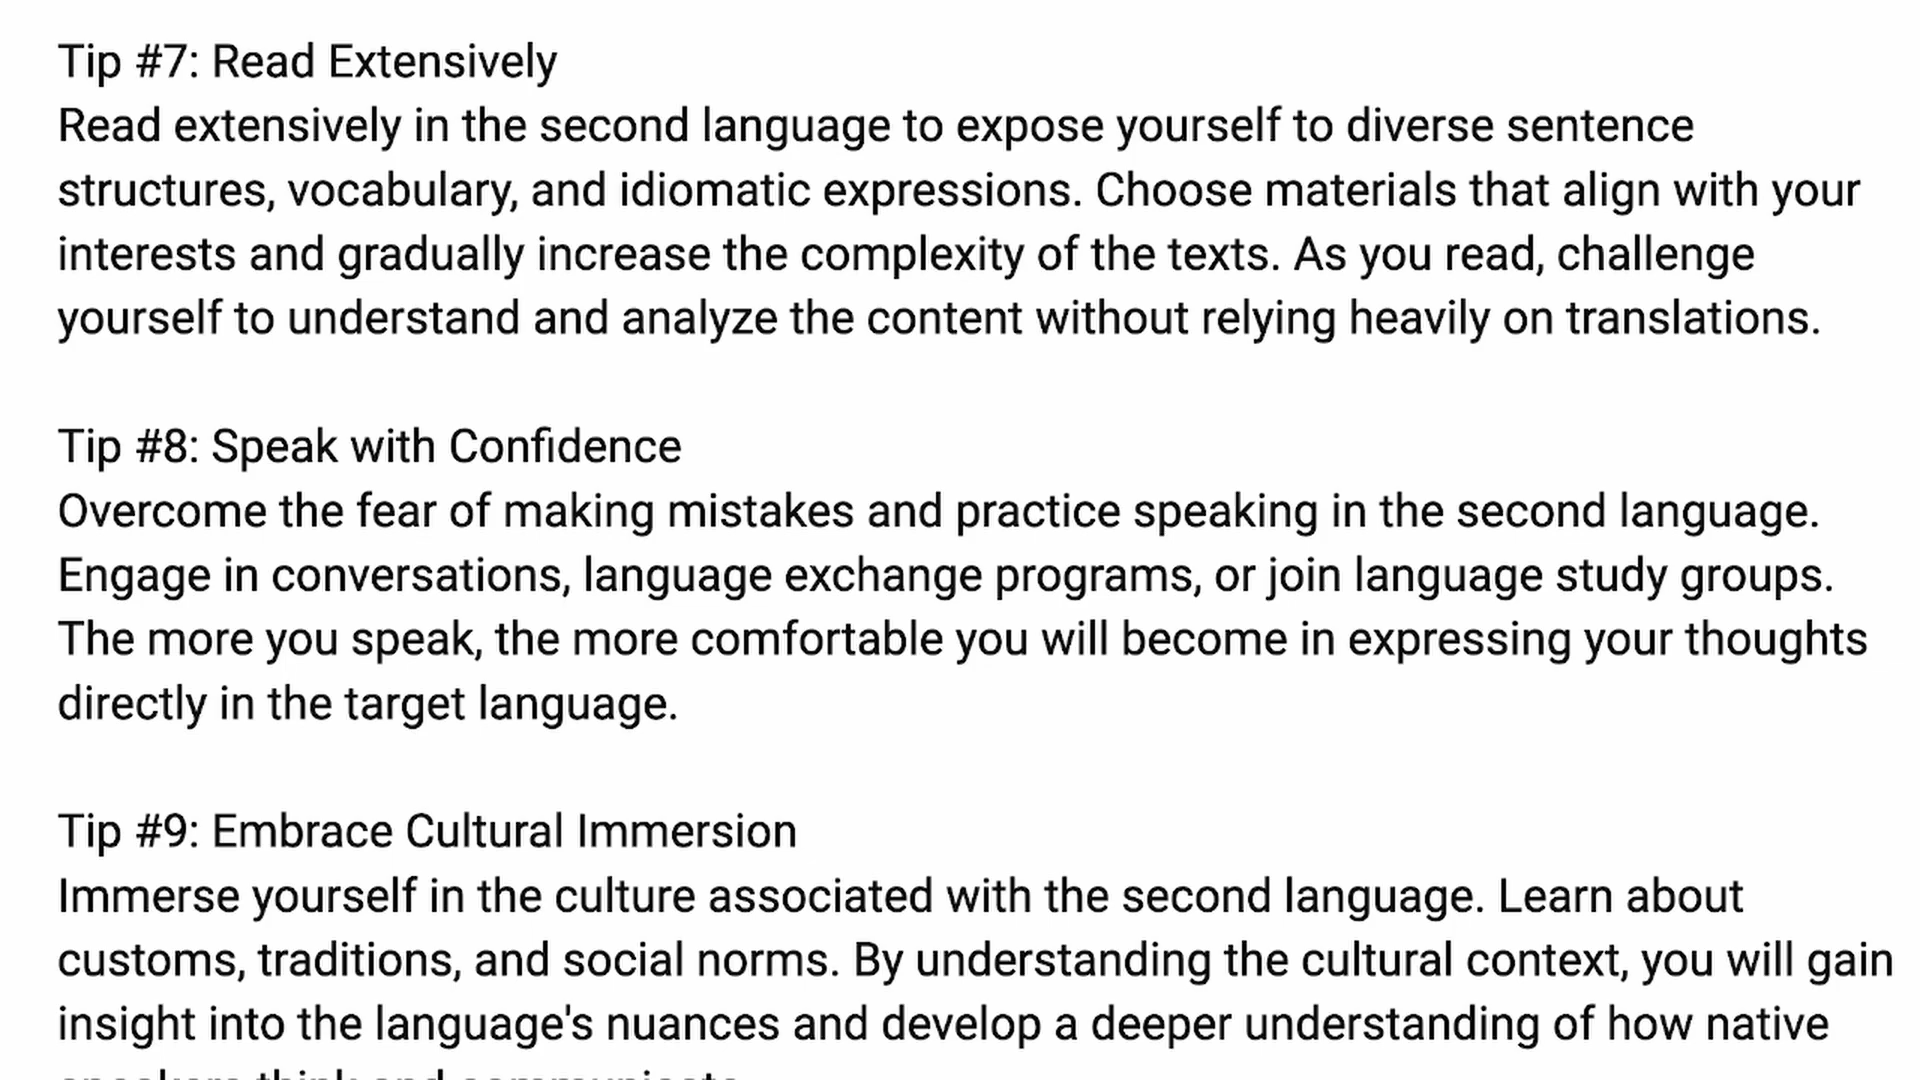 Tip #7: Read Extensively
Read extensively in the second language to expose yourself to diverse sentence
structures, vocabulary, and idiomatic expressions. Choose materials that align with your
interests and gradually increase the complexity of the texts. As you read, challenge
yourself to understand and analyze the content without relying heavily on translations.
Tip #8: Speak with Confidence
Overcome the fear of making mistakes and practice speaking in the second language.
Engage in conversations, language exchange programs, or join language study groups.
The more you speak, the more comfortable you will become in expressing your thoughts
directly in the target language.
Tip #9: Embrace Cultural Immersion
Immerse yourself in the culture associated with the second language. Learn about
customs, traditions, and social norms. By understanding the cultural context, you will gain
insight into the language's nuances and develop a deeper understanding of how native